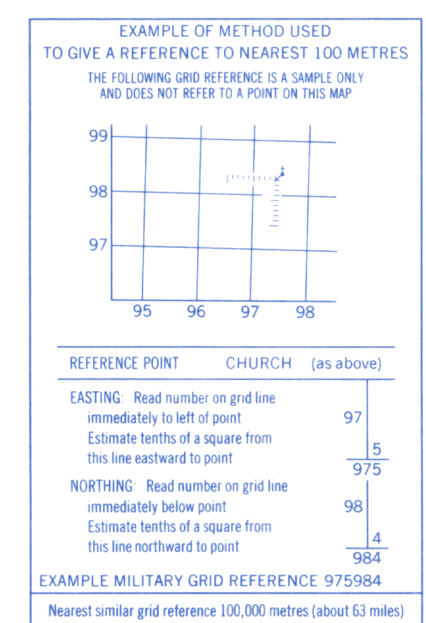 EXAMPLE OF METHOD USED
TO GIVE A REFERENCE TO NEAREST 100 METRES
THE FOLLOWING GRID REFERENCE IS A SAMPLE ONLY
AND DOES NOT REFER TO A POINT ON THIS MAP
99
98
97
95 96 97 98
REFERENCE POINT CHURCH (as above)
EASTING: Read number on grid line
immediately to left of point 97
Estimate tenths of a square from
this line eastward to point 5
975
NORTHING: Read number on grid line
immediately below point 98
Estimate tenths of a square from
this line northward to point 4
984
EXAMPLE MILITARY GRID REFERENCE 975984
Nearest similar grid reference 100,000 metres (about 63 miles)